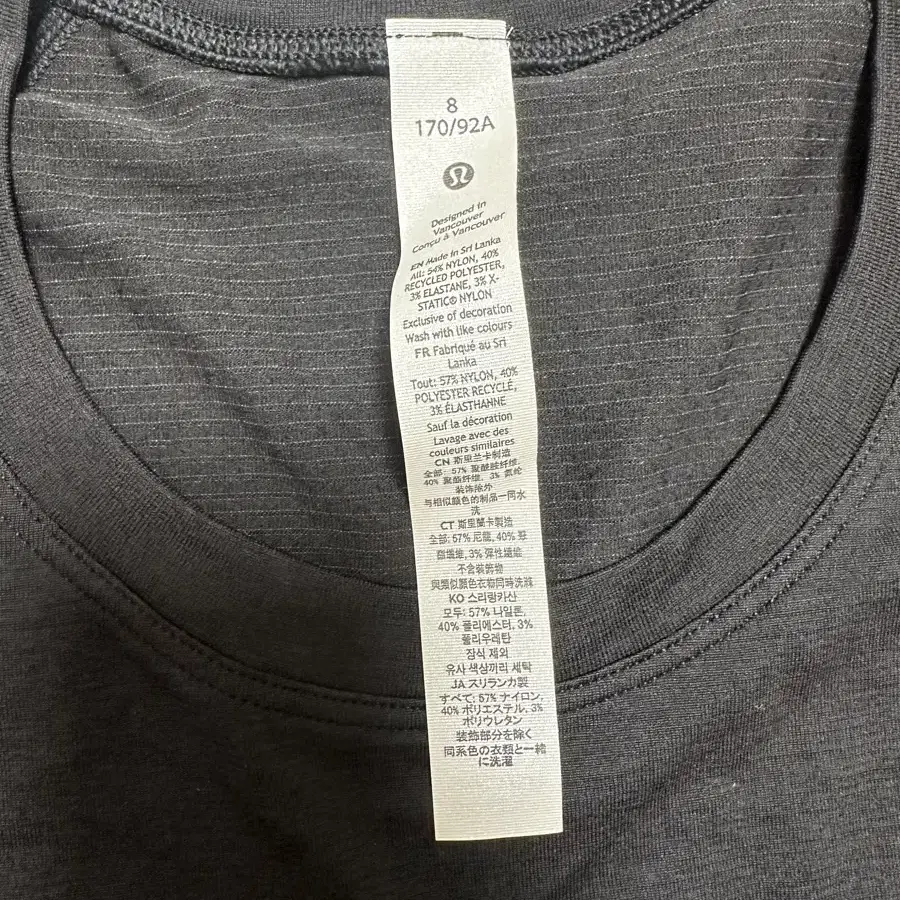 8
170/92A
Designed in
Vancouver
Conçu à Vancouver
EN Made in Sri Lanka
All: 54% NYLON, 40%
RECYCLED POLYESTER,
3% ELASTANE, 3% X-
STATIC® NYLON
Exclusive of decoration
Wash with like colours
FR Fabriqué au Sri
Lanka
Tout: 57% NYLON, 40%
POLYESTER RECYCLÉ,
3% ÉLASTHANNE
Sauf la décoration
Lavage avec des
couleurs similaires
CN 斯里兰卡制造
全部: 57% 聚酰胺纤维,
40% 聚酯纤维, 3% 氨纶
装饰除外
与相似颜色的制品一同水
洗
CT 斯里蘭卡製造
全部: 57% 尼龍, 40% 聚
酯纖維, 3% 彈性纖維
不含裝飾物
與類似顏色衣物同時洗滌
KO 스리랑카산
모두: 57% 나일론,
40% 폴리에스터, 3%
폴리우레탄
장식 제외
유사 색상끼리 세탁
JA スリランカ製
すべて: 57% ナイロン,
40% ポリエステル, 3%
ポリウレタン
装飾部分を除く
同系色の衣類と一緒
に洗濯